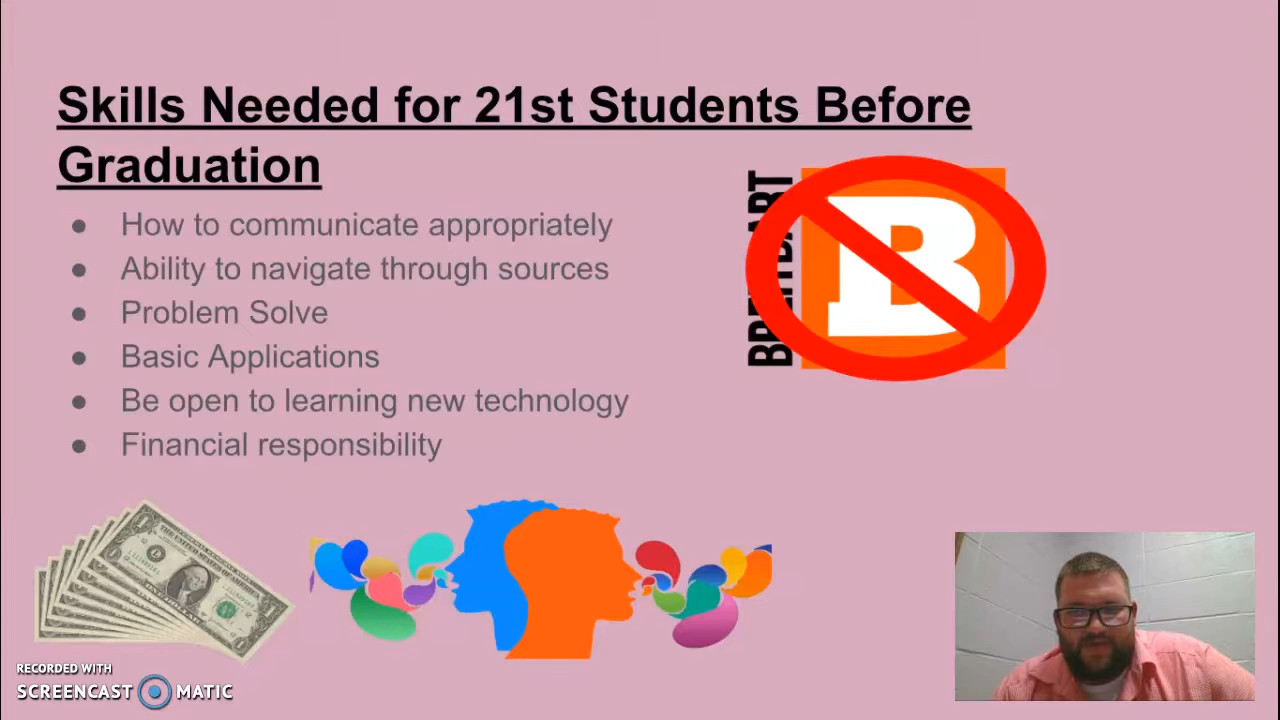 Skills Needed for 21st Students Before
Graduation
How to communicate appropriately
Ability to navigate through sources
Problem Solve
Basic Applications
Be open to learning new technology
Financial responsibility
BREITBART
B
RECORDED WITH
SCREENCAST MATIC